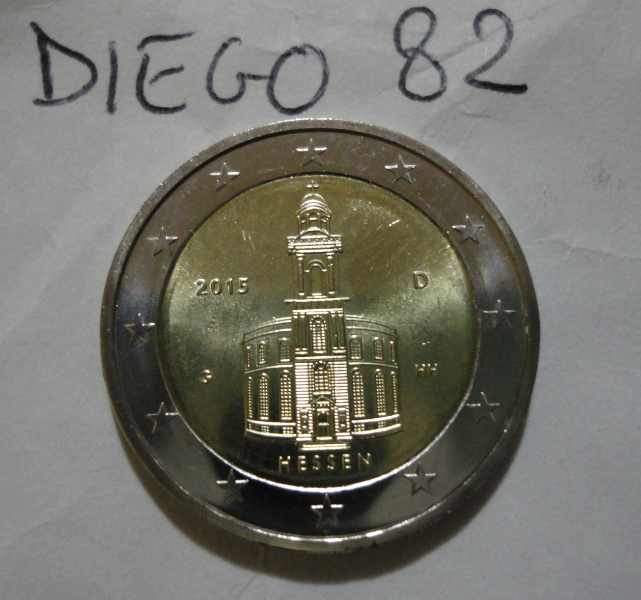 DIEGO 82
2015 D
G HH
HESSEN